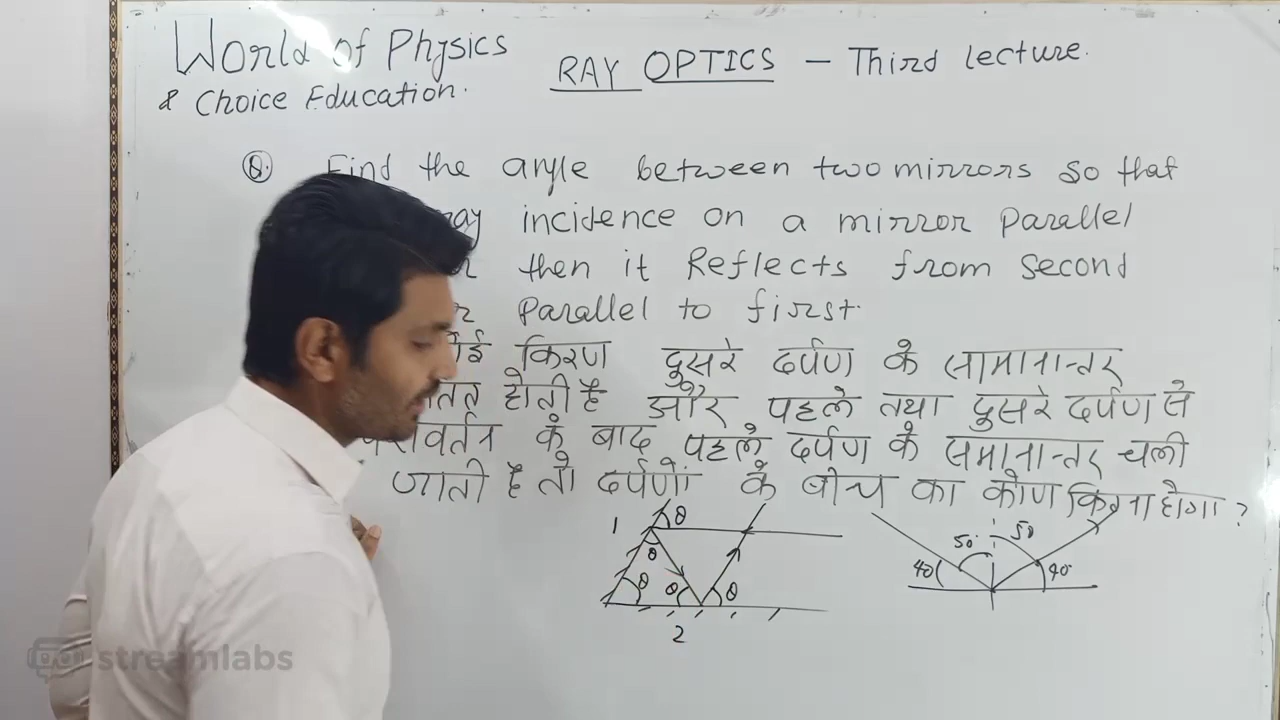 World of Physics
& Choice Education.
RAY OPTICS – Third lecture.
Q. Find the angle between two mirrors so that
ray incidence on a mirror Parallel
then it Reflects from second
Parallel to first.
किरण दुसरे दर्पण के सामानान्तर
होती है और पहले तथा दुसरे दर्पण से
के बाद पहले दर्पण के समानान्तर चली
जाती है तो दर्पणों के बीच का कोण कितना होगा ?
1 θ
θ
θ θ θ
2
50° 50
40 40°
streamlabs